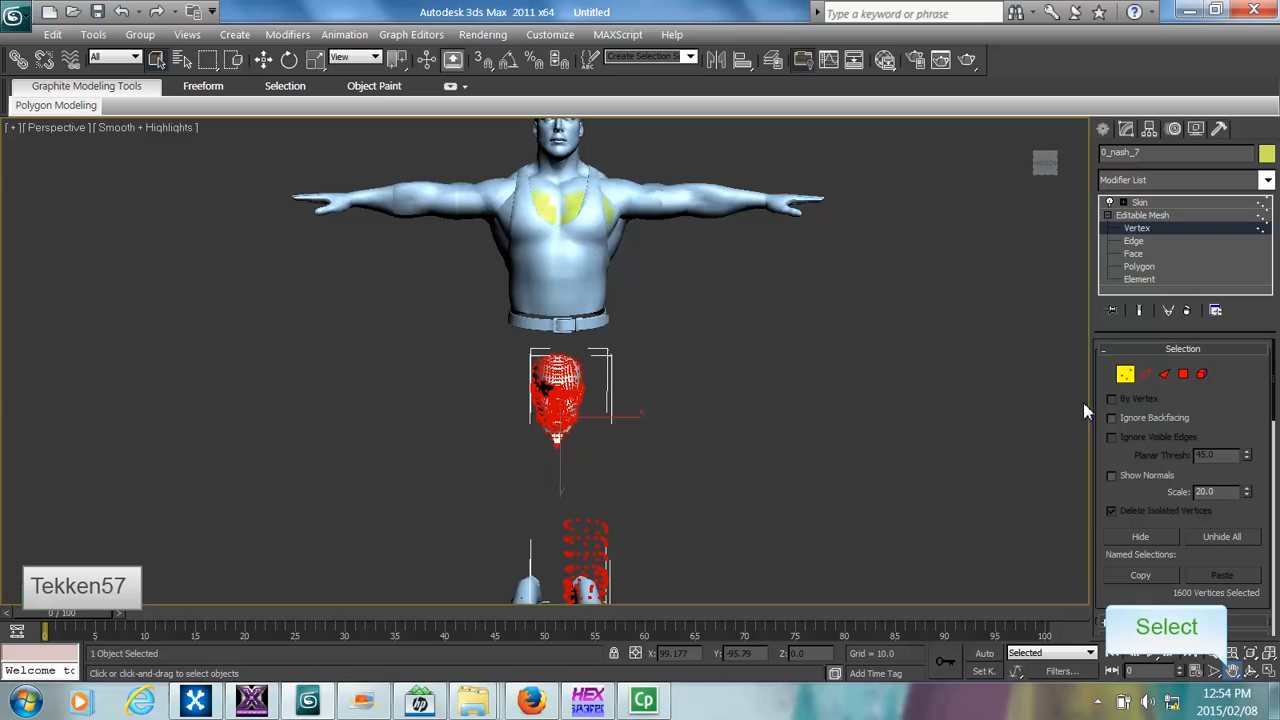 Autodesk 3ds Max 2011 x64 Untitled
Type a keyword or phrase
Edit Tools Group Views Create Modifiers Animation Graph Editors Rendering Customize MAXScript Help
All View Create Selection Se
Graphite Modeling Tools Freeform Selection Object Paint
Polygon Modeling
[ + ] [ Perspective ] [ Smooth + Highlights ]
0_nash_7
Modifier List
Skin
Editable Mesh
Vertex
Edge
Face
Polygon
Element
Selection
By Vertex
Ignore Backfacing
Ignore Visible Edges
Planar Thresh: 45.0
Show Normals
Scale: 20.0
Delete Isolated Vertices
Hide Unhide All
Named Selections:
Copy Paste
1600 Vertices Selected
Tekken57
Select
0 / 100
0 5 10 15 20 25 30 35 40 45 50 55 60 65 70 75 80 85 90 95 100
1 Object Selected X: 99.177 Y: -95.79 Z: 0.0 Grid = 10.0 Auto Selected
Welcome to Click or click-and-drag to select objects Add Time Tag Set K. Filters... 0
hp HEX Cp
12:54 PM
2015/02/08